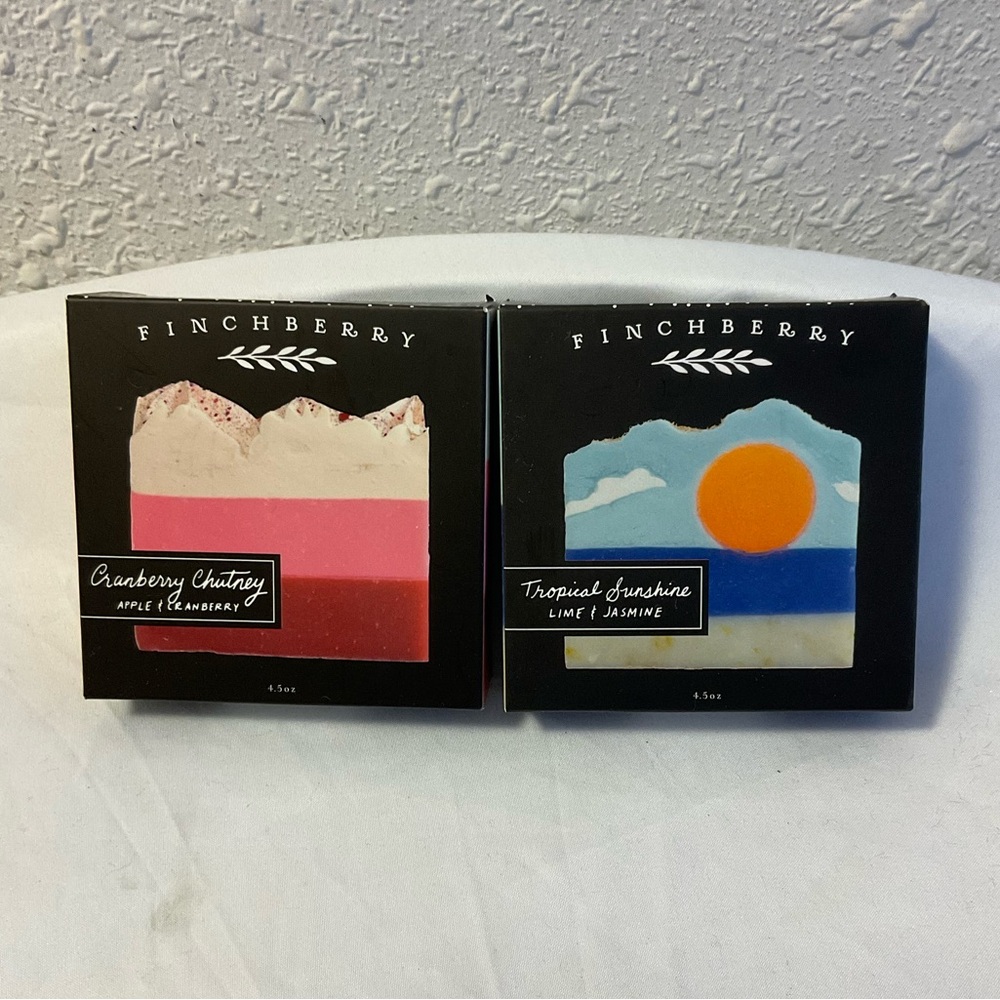 FINCHBERRY
Cranberry Chutney
APPLE & CRANBERRY
4.5oz
FINCHBERRY
Tropical Sunshine
LIME & JASMINE
4.5oz